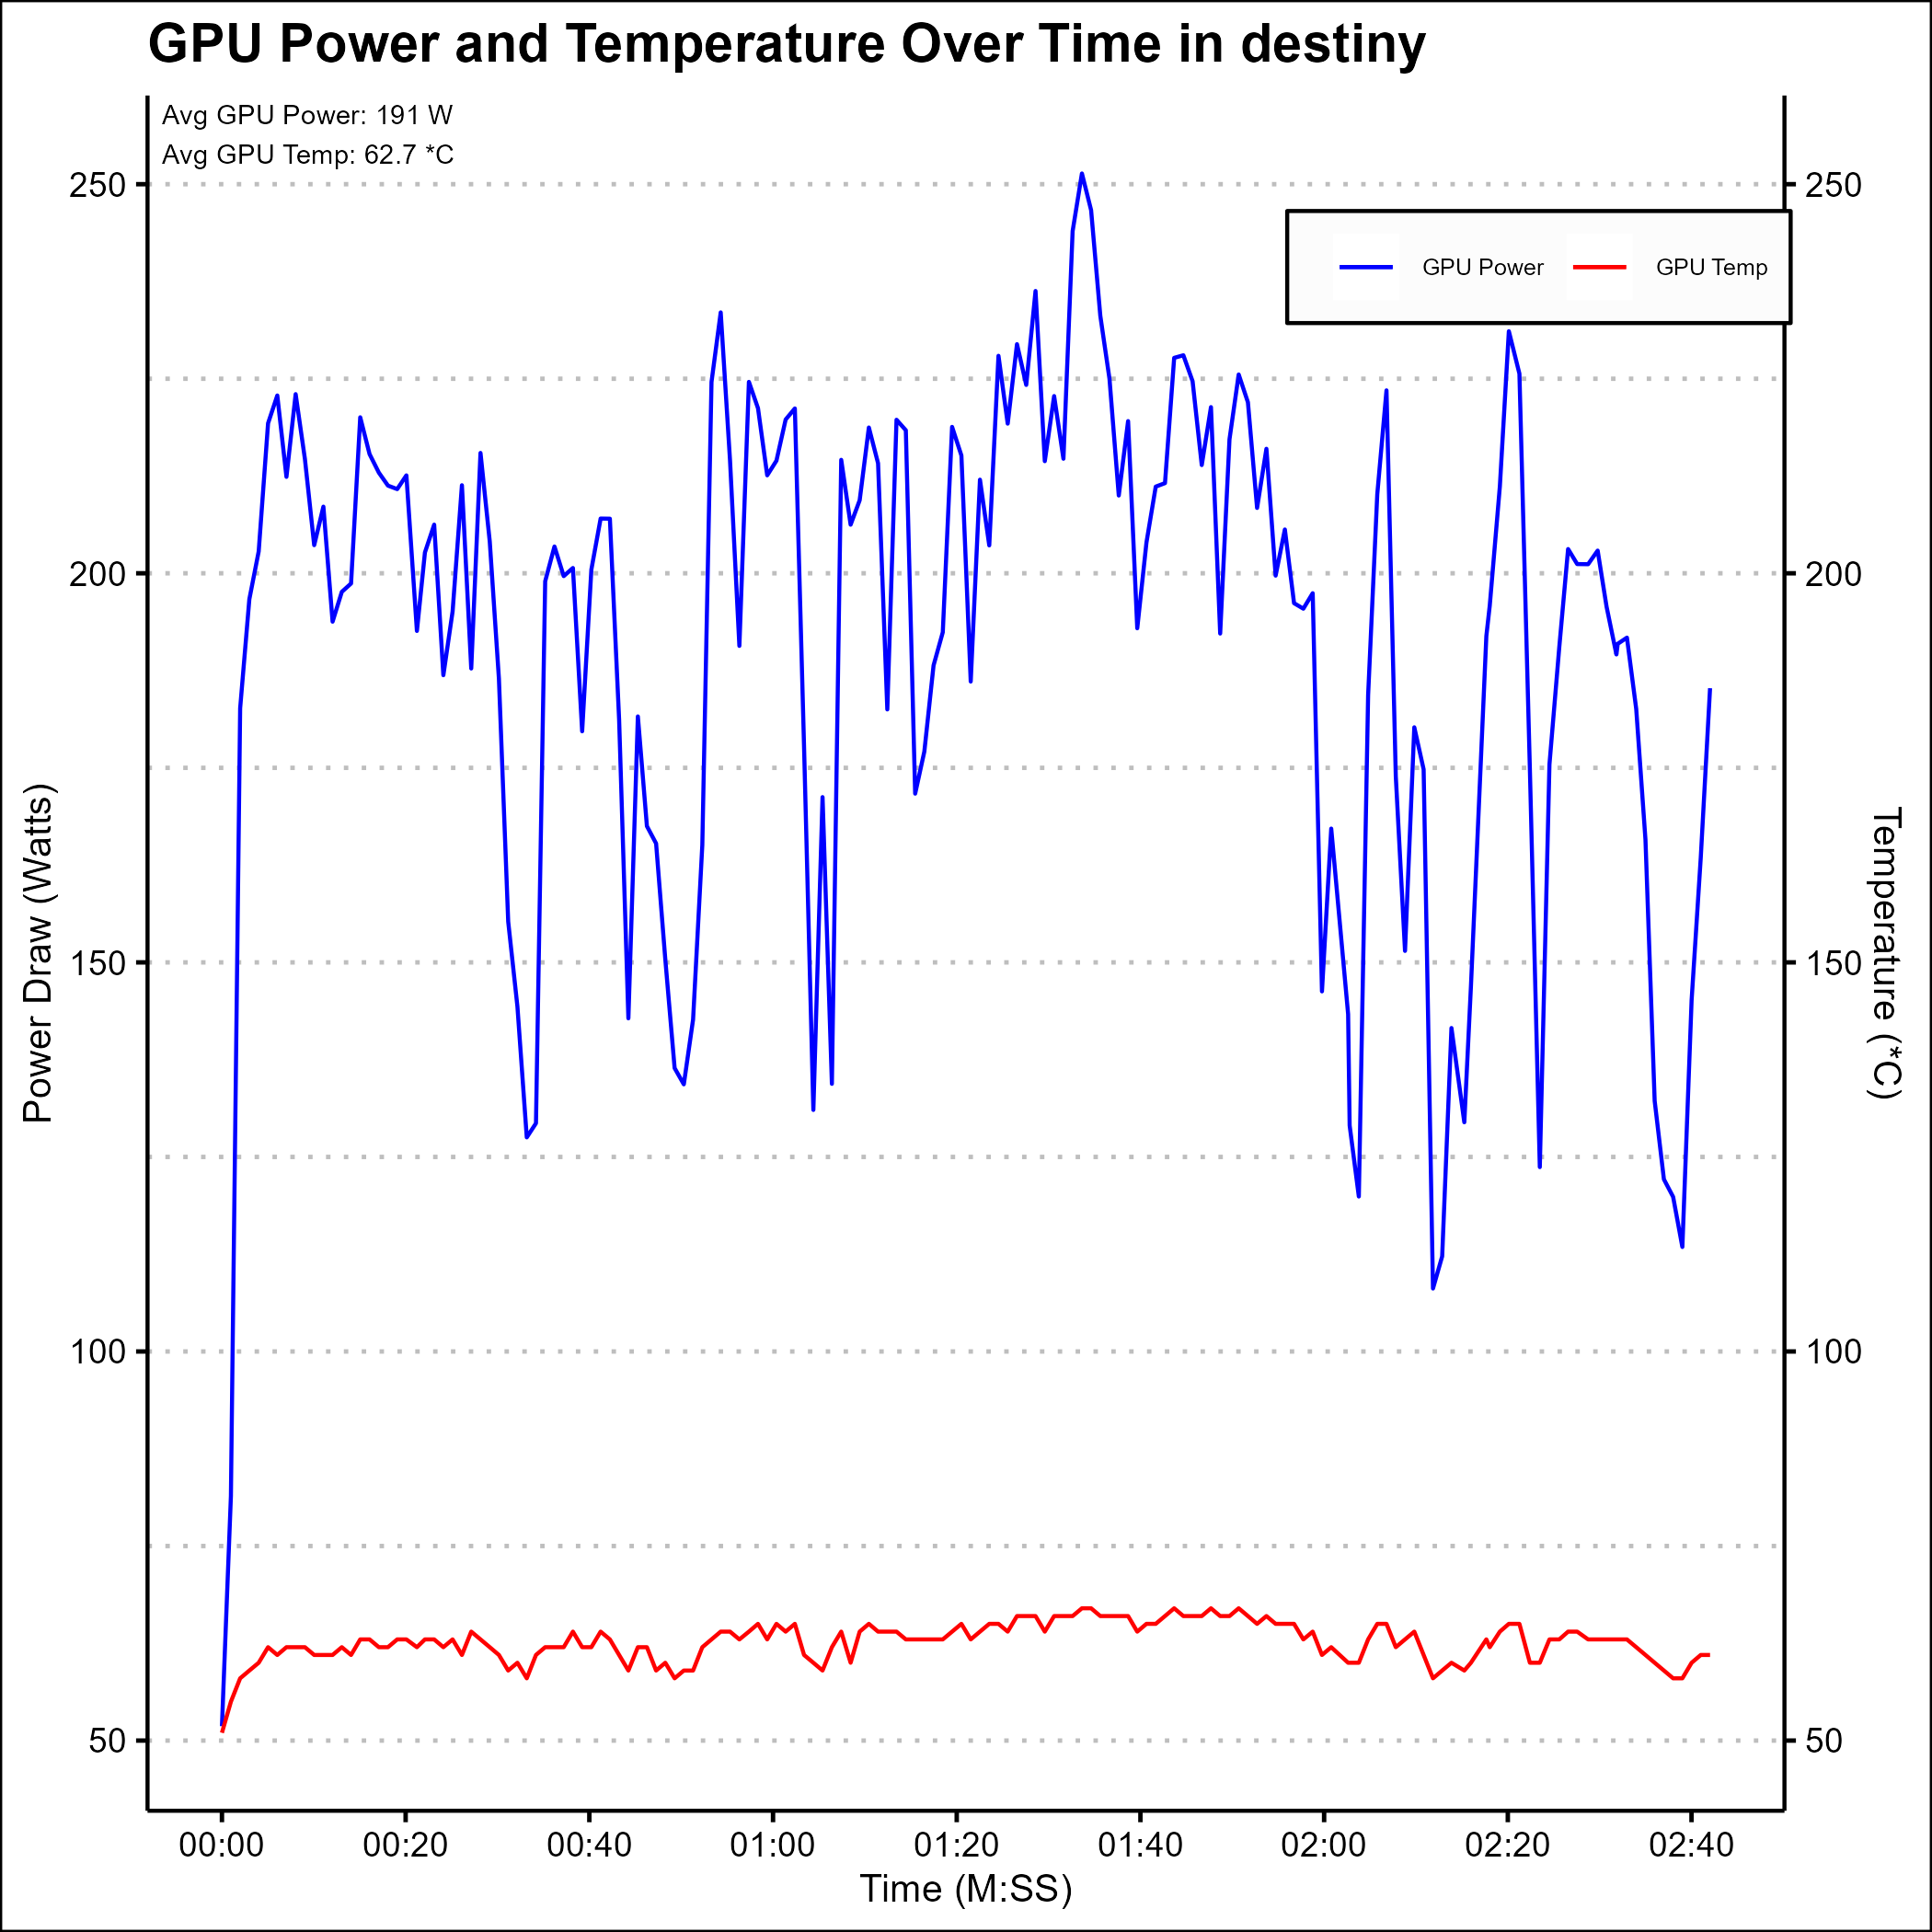 GPU Power and Temperature Over Time in destiny
Avg GPU Power: 191 W
Avg GPU Temp: 62.7 *C
GPU Power
GPU Temp
Power Draw (Watts)
250
200
150
100
50
250
200
150
100
50
Temperature (*C)
00:00
00:20
00:40
01:00
01:20
01:40
02:00
02:20
02:40
Time (M:SS)